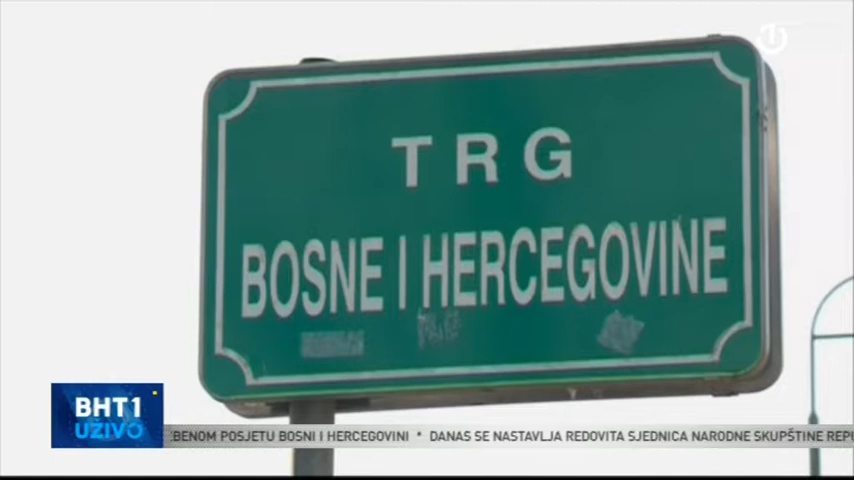 TRG
BOSNE I HERCEGOVINE
BHT1
UŽIVO
BENOM POSJETU BOSNI I HERCEGOVINI * DANAS SE NASTAVLJA REDOVITA SJEDNICA NARODNE SKUPŠTINE REPU